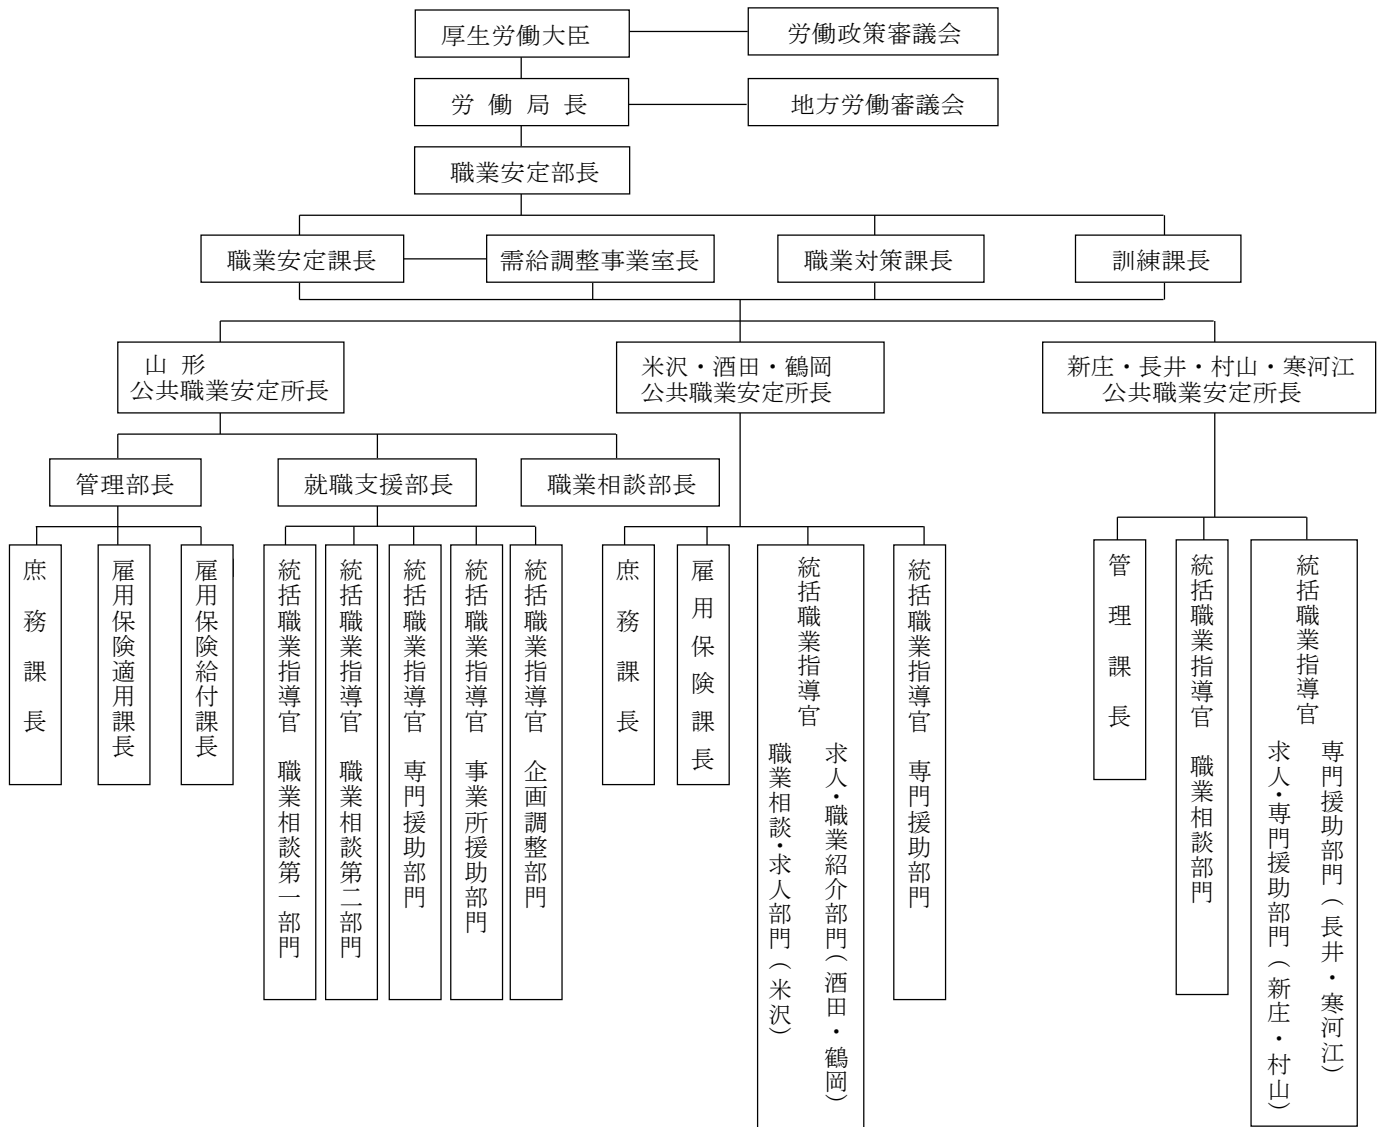 厚生労働大臣
労働政策審議会
労働局長
地方労働審議会
職業安定部長
職業安定課長
需給調整事業室長
職業対策課長
訓練課長
山形
公共職業安定所長
米沢・酒田・鶴岡
公共職業安定所長
新庄・長井・村山・寒河江
公共職業安定所長
管理部長
就職支援部長
職業相談部長
庶務課長
雇用保険適用課長
雇用保険給付課長
統括職業指導官 職業相談第一部門
統括職業指導官 職業相談第二部門
統括職業指導官 専門援助部門
統括職業指導官 事業所援助部門
統括職業指導官 企画調整部門
庶務課長
雇用保険課長
統括職業指導官
求人・職業紹介部門(酒田・鶴岡)
職業相談・求人部門(米沢)
統括職業指導官 専門援助部門
管理課長
統括職業指導官 職業相談部門
統括職業指導官
専門援助部門(長井・寒河江)
求人・専門援助部門(新庄・村山)